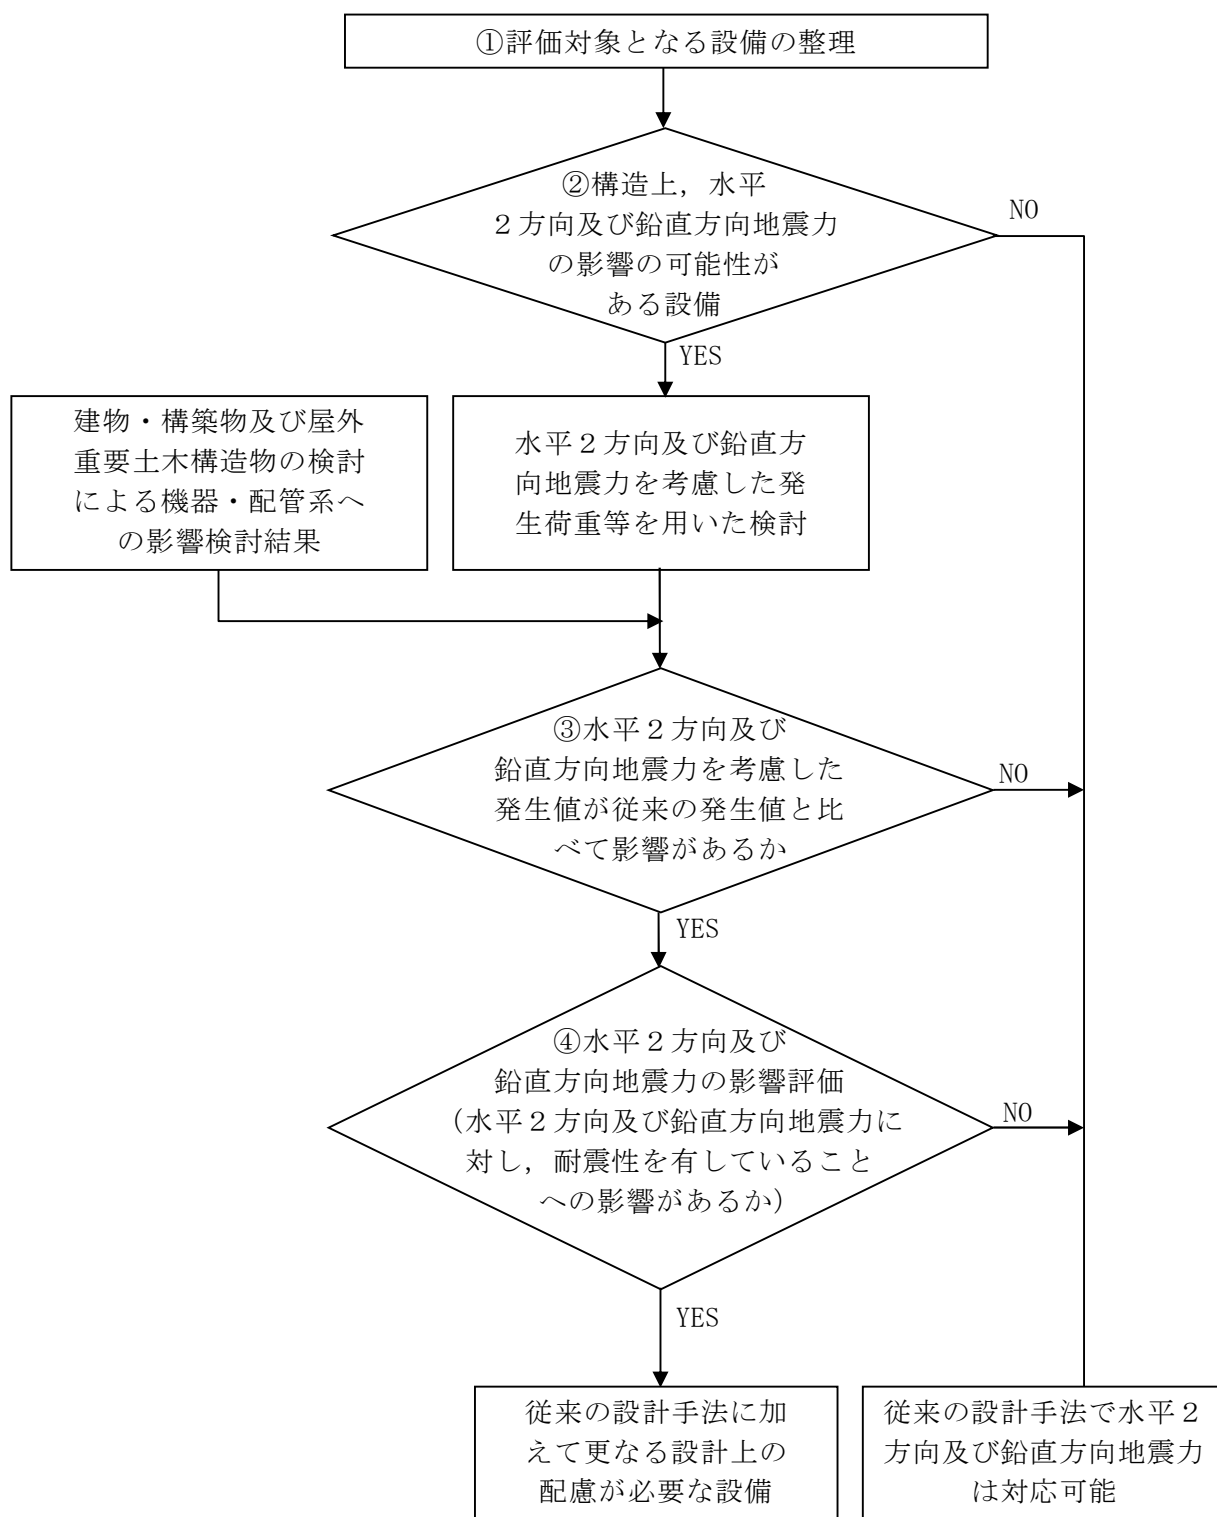 ①評価対象となる設備の整理
②構造上，水平
２方向及び鉛直方向地震力
の影響の可能性が
ある設備
NO
YES
建物・構築物及び屋外
重要土木構造物の検討
による機器・配管系へ
の影響検討結果
水平２方向及び鉛直方
向地震力を考慮した発
生荷重等を用いた検討
③水平２方向及び
鉛直方向地震力を考慮した
発生値が従来の発生値と比
べて影響があるか
NO
YES
④水平２方向及び
鉛直方向地震力の影響評価
（水平２方向及び鉛直方向地震力に
対し，耐震性を有していること
への影響があるか）
NO
YES
従来の設計手法に加
えて更なる設計上の
配慮が必要な設備
従来の設計手法で水平２
方向及び鉛直方向地震力
は対応可能